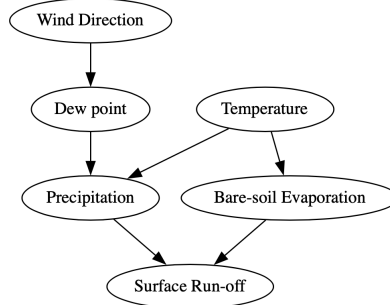 Wind Direction
Dew point
Temperature
Precipitation
Bare-soil Evaporation
Surface Run-off